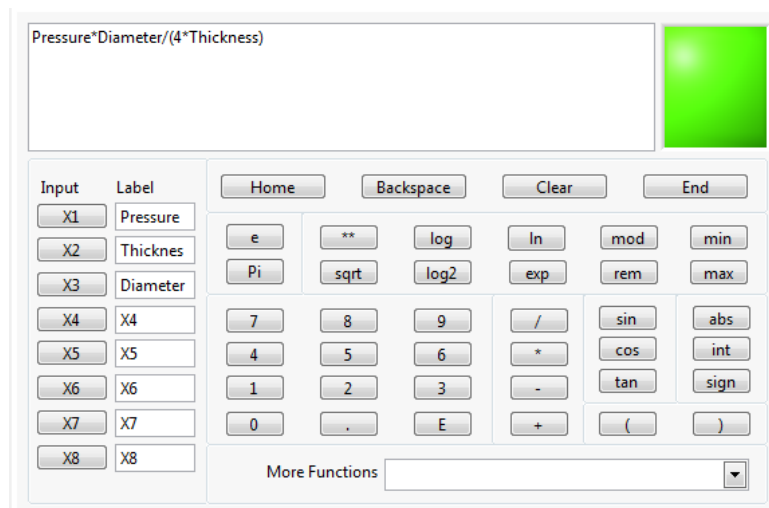 Pressure*Diameter/(4*Thickness)
Input Label Home Backspace Clear End
X1 Pressure
e ** log ln mod min
X2 Thicknes
Pi sqrt log2 exp rem max
X3 Diameter
X4 X4 7 8 9 / sin abs
X5 X5 4 5 6 * cos int
X6 X6 1 2 3 - tan sign
X7 X7 0 . E + ( )
X8 X8
More Functions